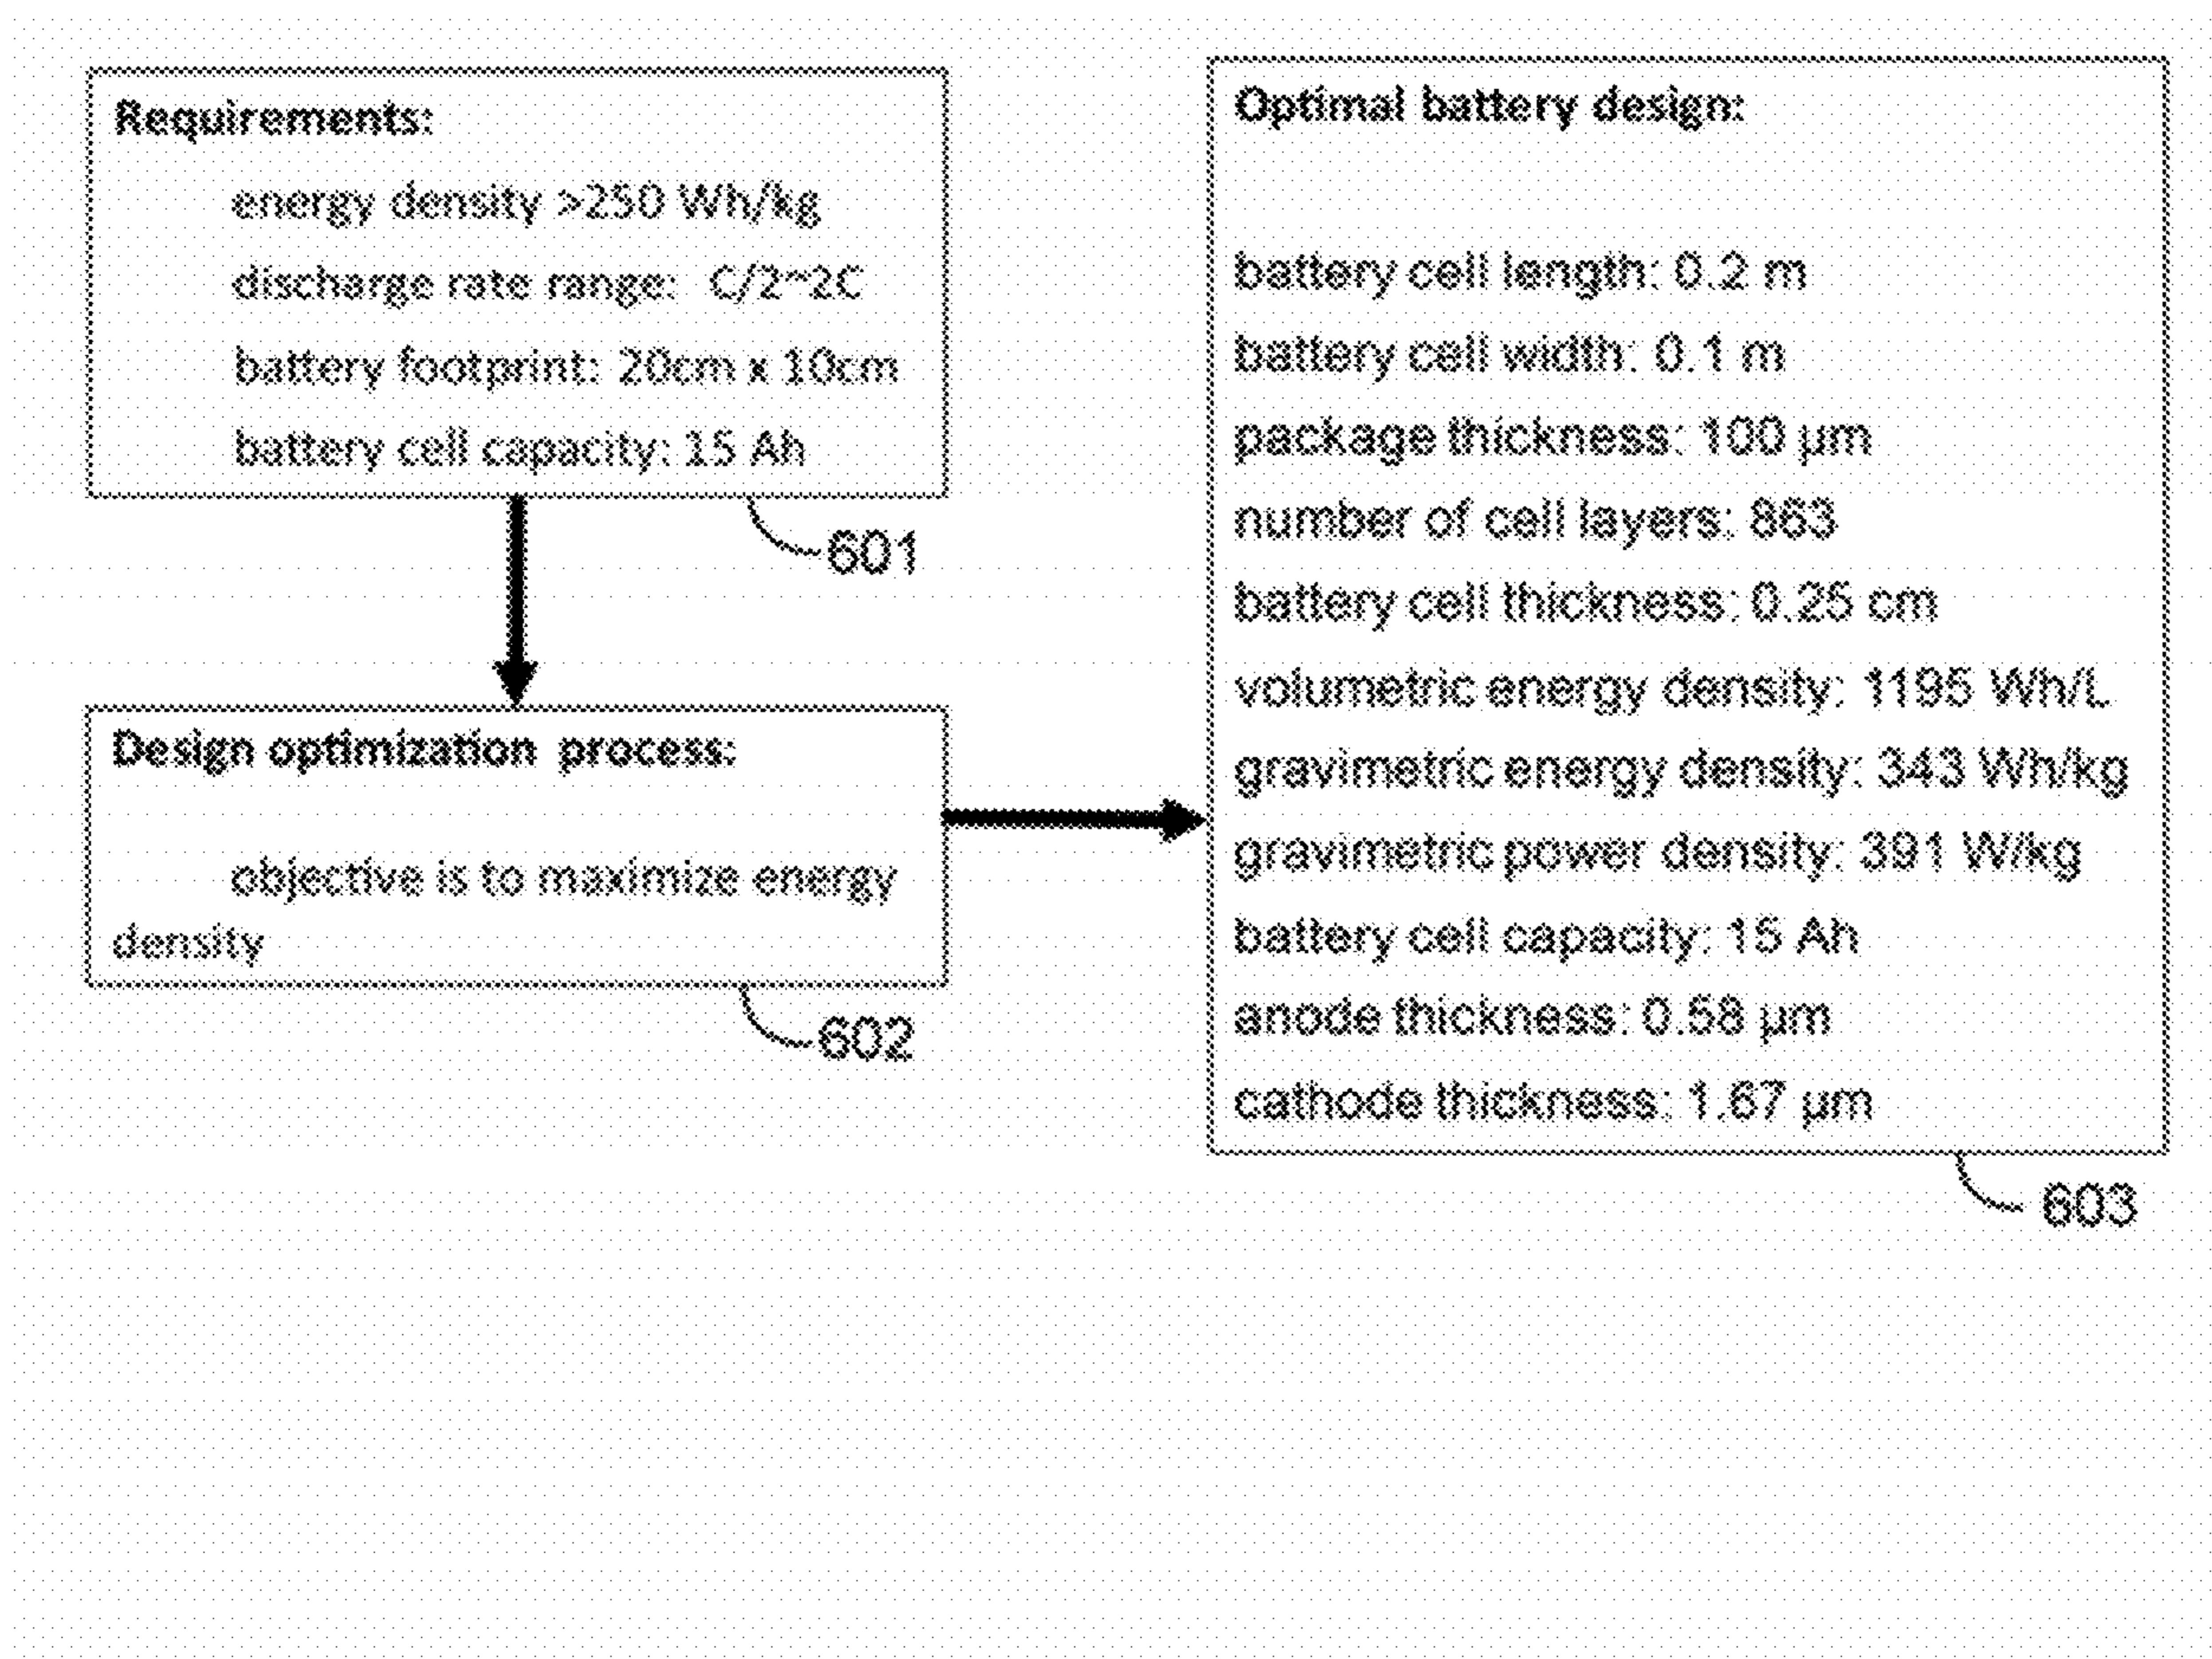 Requirements:
energy density >250 Wh/kg
discharge rate range: C/2~2C
battery footprint: 20cm x 10cm
battery cell capacity: 15 Ah
601
Design optimization process:
objective is to maximize energy
density
602
Optimal battery design:
battery cell length: 0.2 m
battery cell width: 0.1 m
package thickness: 100 µm
number of cell layers: 863
battery cell thickness: 0.25 cm
volumetric energy density: 1195 Wh/L
gravimetric energy density: 343 Wh/kg
gravimetric power density: 391 W/kg
battery cell capacity: 15 Ah
anode thickness: 0.58 µm
cathode thickness: 1.67 µm
603